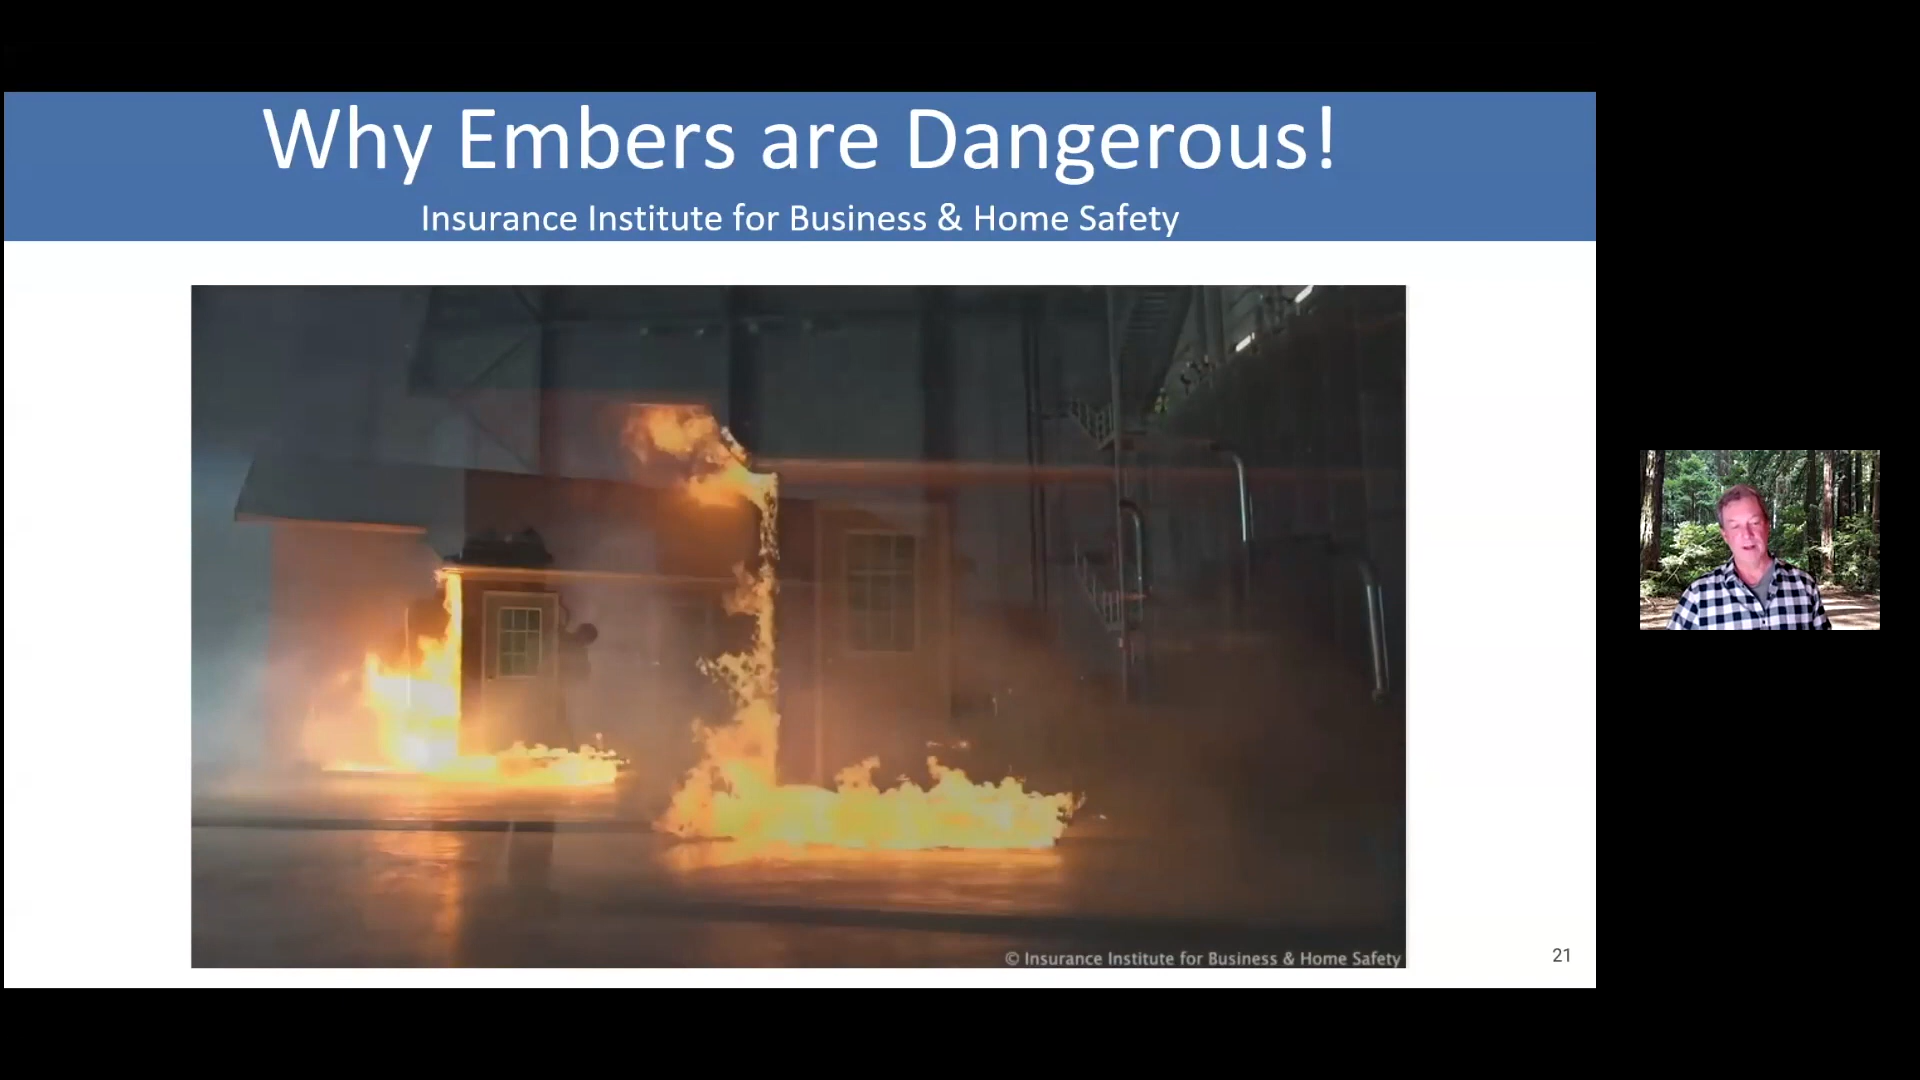 Why Embers are Dangerous!
Insurance Institute for Business & Home Safety
© Insurance Institute for Business & Home Safety
21